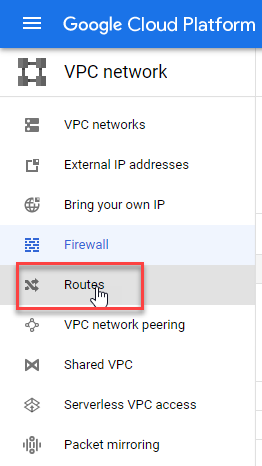 Google Cloud Platform
VPC network
VPC networks
External IP addresses
Bring your own IP
Firewall
Routes
VPC network peering
Shared VPC
Serverless VPC access
Packet mirroring